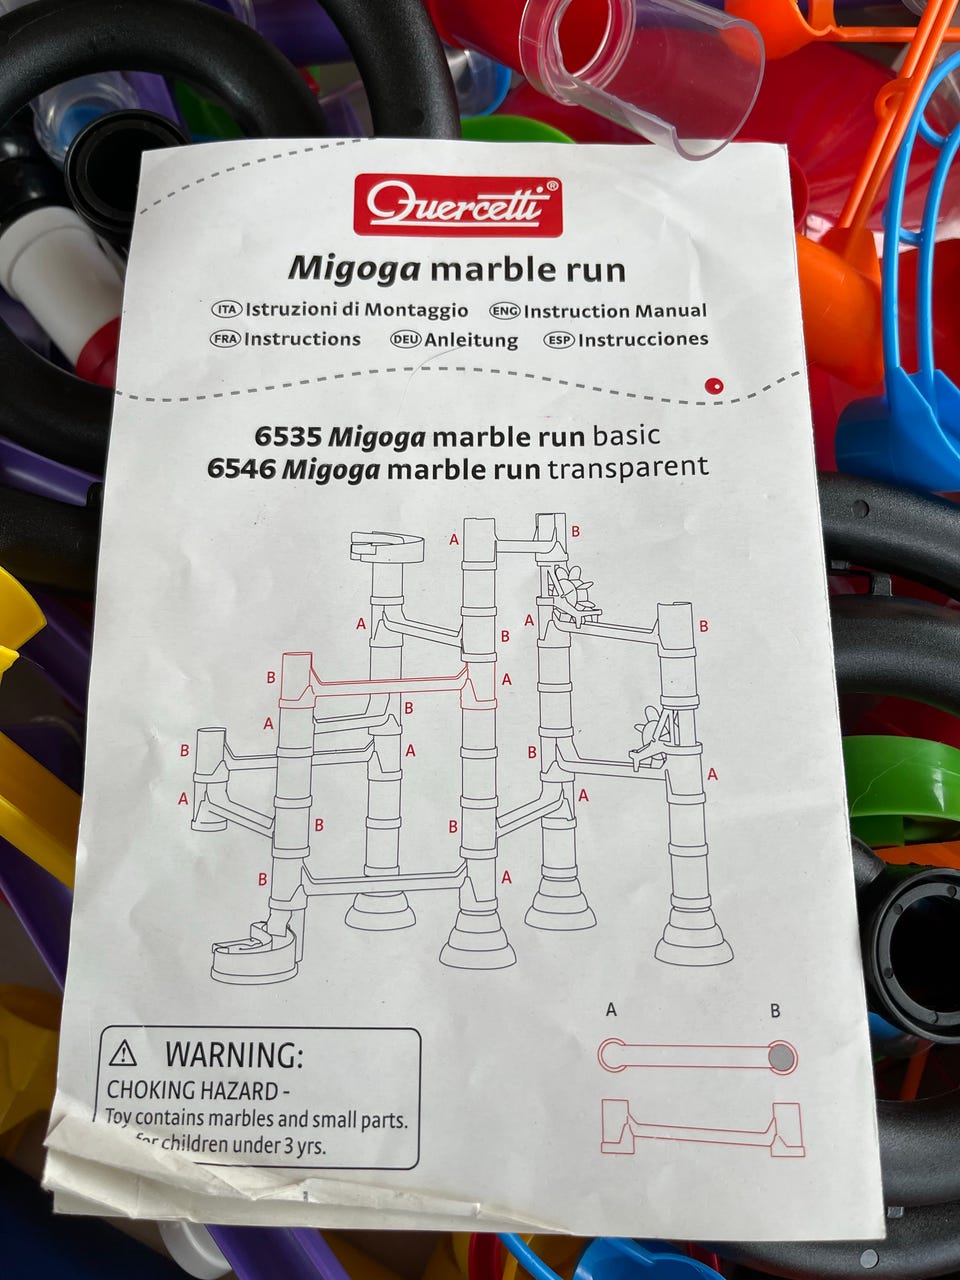 Quercetti®
Migoga marble run
ITA Istruzioni di Montaggio ENG Instruction Manual
FRA Instructions DEU Anleitung ESP Instrucciones
6535 Migoga marble run basic
6546 Migoga marble run transparent
A B
A B A B
B A
A B
B A B A
A B B A
B A
A B
WARNING:
CHOKING HAZARD -
Toy contains marbles and small parts.
for children under 3 yrs.